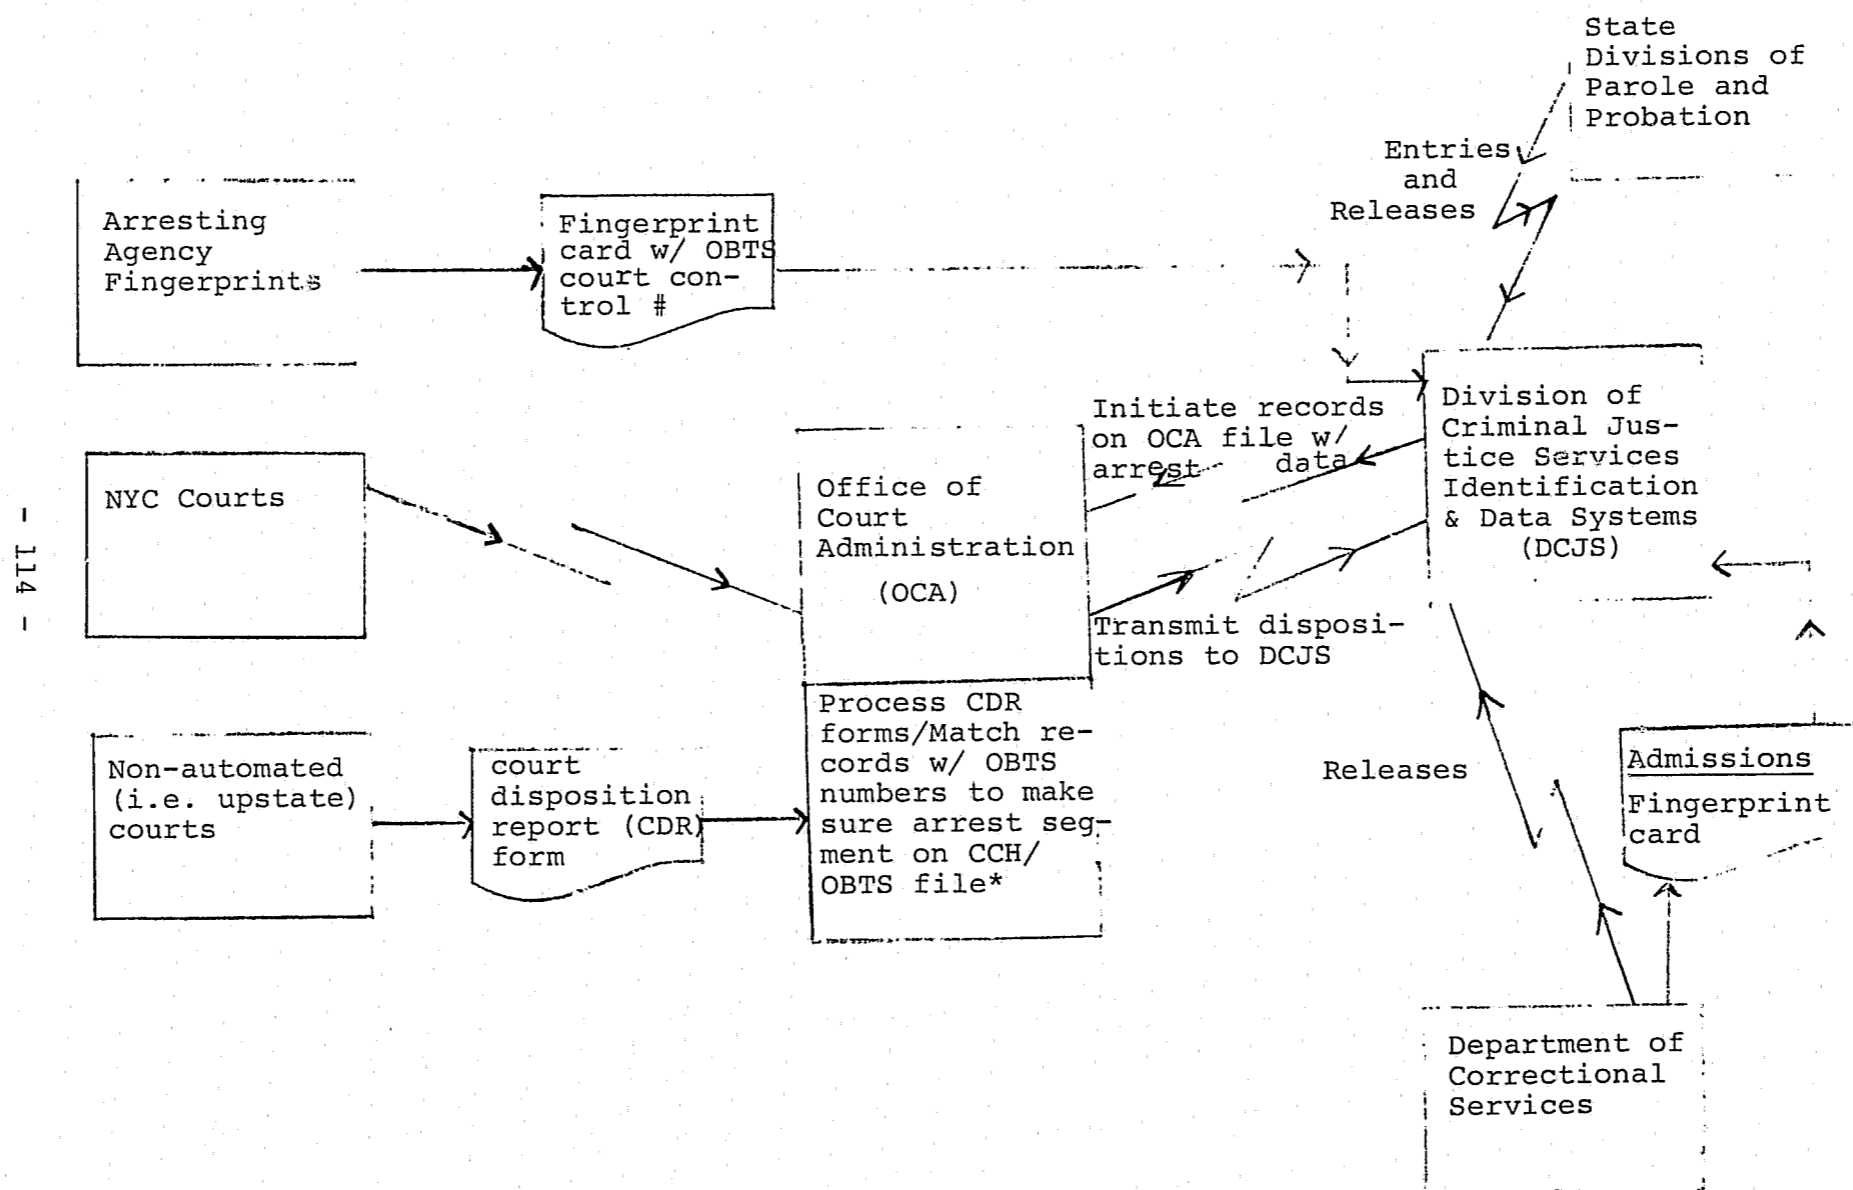 State
Divisions of
Parole and
Probation
Entries
and
Releases
Arresting
Agency
Fingerprints
Fingerprint
card w/ OBTS
court con-
trol #
Initiate records
on OCA file w/
arrest data
Division of
Criminal Jus-
tice Services
Identification
& Data Systems
(DCJS)
NYC Courts
Office of
Court
Administration
(OCA)
Transmit disposi-
tions to DCJS
Process CDR
forms/Match re-
cords w/ OBTS
numbers to make
sure arrest seg-
ment on CCH/
OBTS file*
Non-automated
(i.e. upstate)
courts
court
disposition
report (CDR)
form
Releases
Admissions
Fingerprint
card
Department of
Correctional
Services
- 114 -